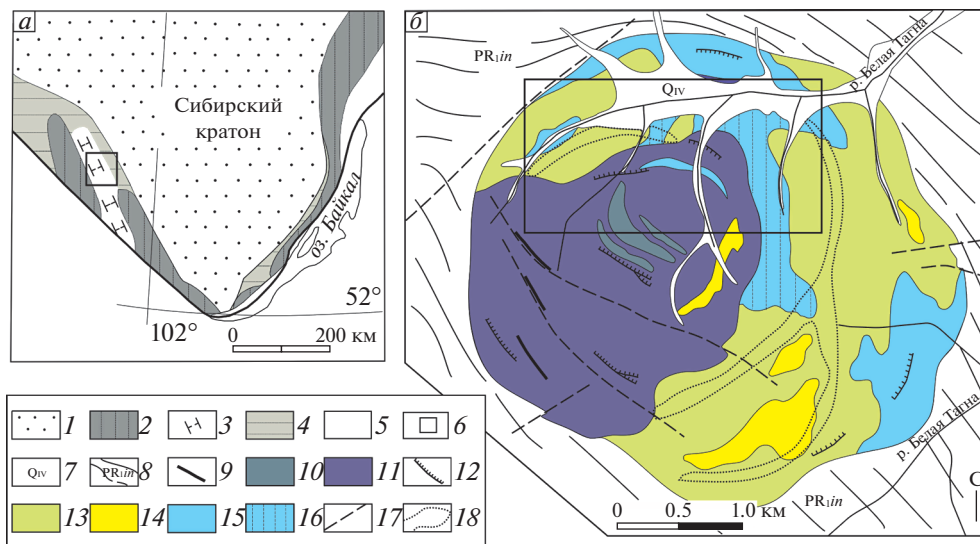 а
Сибирский
кратон
оз. Байкал
52°
102°
0 200 км
б
PR₁in
р. Белая Тагна
QIV
р. Белая Тагна
С
PR₁in
0 0.5 1.0 км
1 2 3 4 5 6
QIV 7 PR₁in 8 9 10 11 12
13 14 15 16 17 18